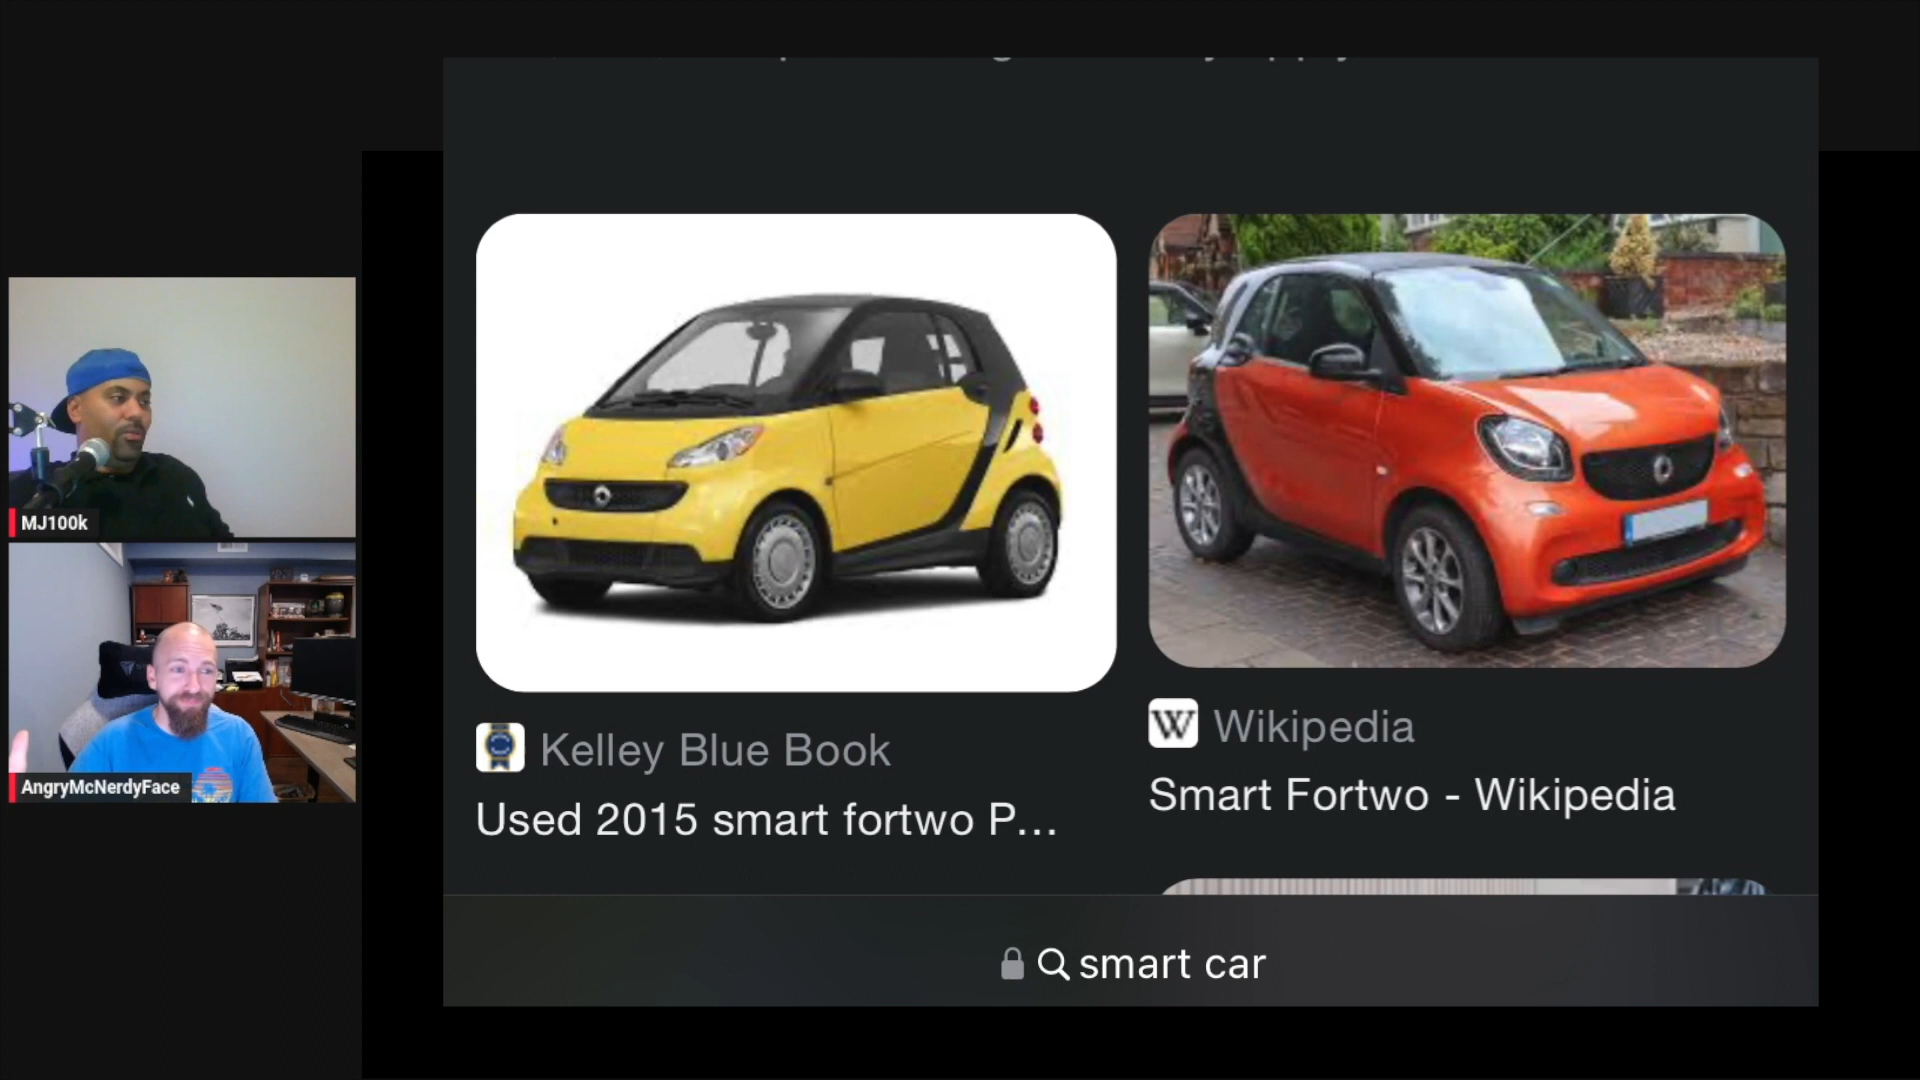 MJ100k
AngryMcNerdyFace
Kelley Blue Book
Used 2015 smart fortwo P...
W Wikipedia
Smart Fortwo - Wikipedia
smart car